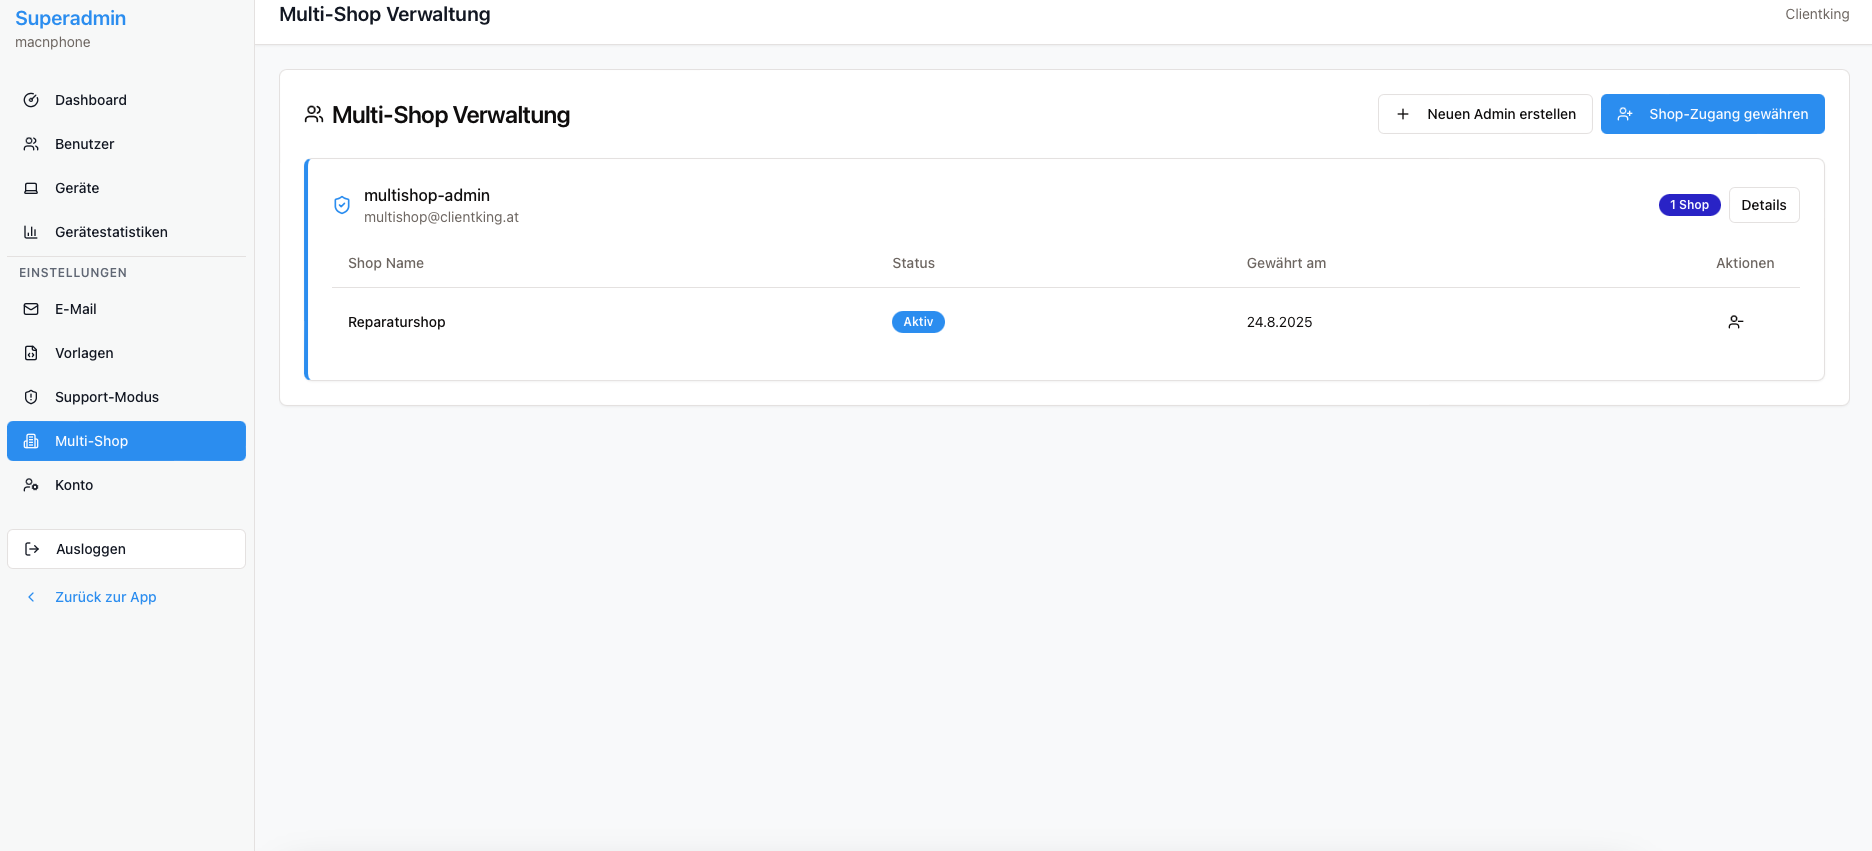 Superadmin
macnphone
Dashboard
Benutzer
Geräte
Gerätestatistiken
EINSTELLUNGEN
E-Mail
Vorlagen
Support-Modus
Multi-Shop
Konto
Ausloggen
Zurück zur App
Multi-Shop Verwaltung
Clientking
Multi-Shop Verwaltung
Neuen Admin erstellen
Shop-Zugang gewähren
multishop-admin
multishop@clientking.at
1 Shop
Details
Shop Name Status Gewährt am Aktionen
Reparaturshop Aktiv 24.8.2025